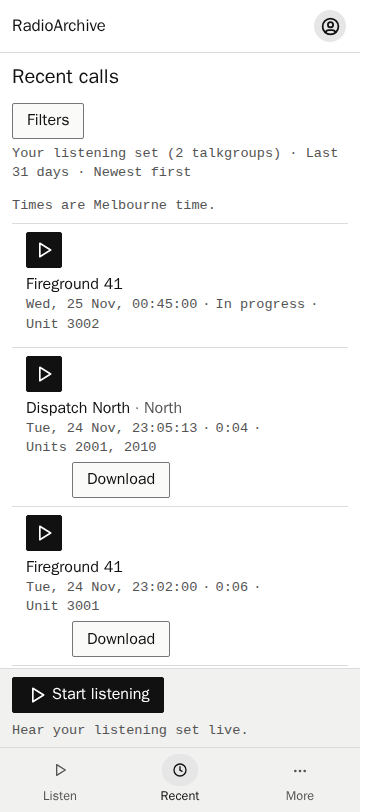 RadioArchive
Recent calls
Filters
Your listening set (2 talkgroups) · Last
31 days · Newest first
Times are Melbourne time.
Fireground 41
Wed, 25 Nov, 00:45:00 · In progress ·
Unit 3002
Dispatch North · North
Tue, 24 Nov, 23:05:13 · 0:04 ·
Units 2001, 2010
Download
Fireground 41
Tue, 24 Nov, 23:02:00 · 0:06 ·
Unit 3001
Download
Start listening
Hear your listening set live.
Listen
Recent
More